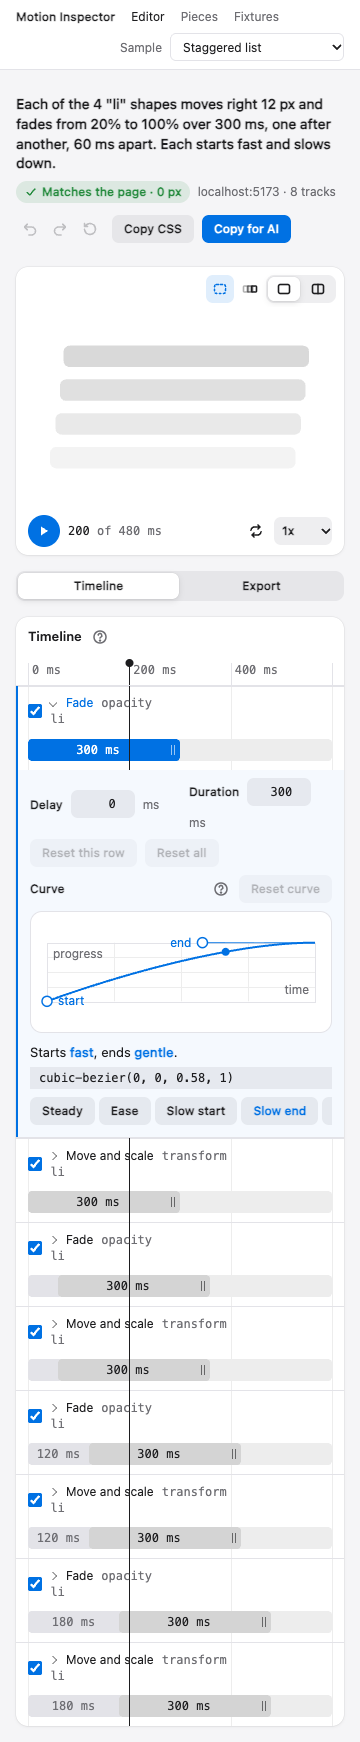 Motion Inspector Editor Pieces Fixtures
Sample Staggered list
Each of the 4 "li" shapes moves right 12 px and
fades from 20% to 100% over 300 ms, one after
another, 60 ms apart. Each starts fast and slows
down.
Matches the page · 0 px localhost:5173 · 8 tracks
Copy CSS Copy for AI
200 of 480 ms 1x
Timeline Export
Timeline
0 ms 200 ms 400 ms
Fade opacity
li
300 ms
Delay 0 ms Duration 300
ms
Reset this row Reset all
Curve Reset curve
end
progress
time
start
Starts fast, ends gentle.
cubic-bezier(0, 0, 0.58, 1)
Steady Ease Slow start Slow end
Move and scale transform
li
300 ms
Fade opacity
li
300 ms
Move and scale transform
li
300 ms
Fade opacity
li
120 ms 300 ms
Move and scale transform
li
120 ms 300 ms
Fade opacity
li
180 ms 300 ms
Move and scale transform
li
180 ms 300 ms